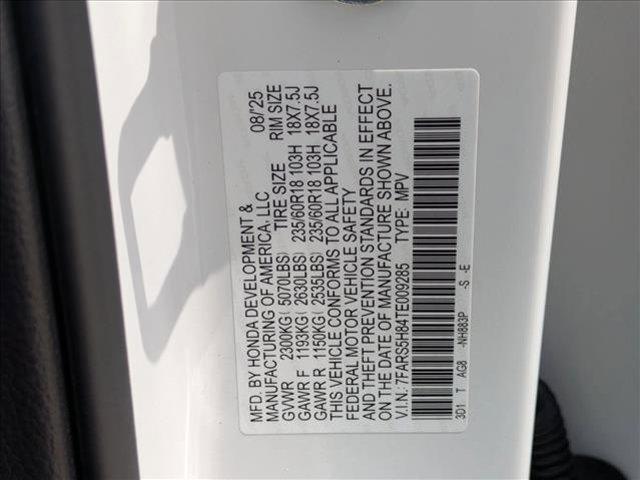 MFD. BY HONDA DEVELOPMENT & 08/'25
MANUFACTURING OF AMERICA, LLC
GVWR 2300KG( 5070LBS) TIRE SIZE RIM SIZE
GAWR F 1193KG( 2630LBS) 235/60R18 103H 18X7.5J
GAWR R 1150KG( 2535LBS) 235/60R18 103H 18X7.5J
THIS VEHICLE CONFORMS TO ALL APPLICABLE
FEDERAL MOTOR VEHICLE SAFETY
AND THEFT PREVENTION STANDARDS IN EFFECT
ON THE DATE OF MANUFACTURE SHOWN ABOVE.
V.I.N: 7FARS5H84TE009285 TYPE: MPV
3D1 T AG8 -NH883P -S -E